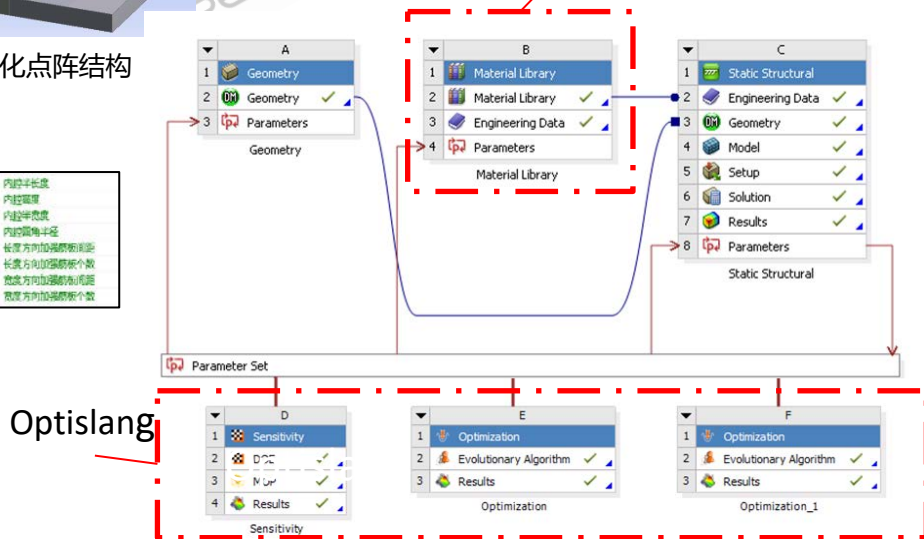 化点阵结构
内腔半长度
内腔高度
内腔半宽度
内腔圆角半径
长度方向加强筋板间距
长度方向加强筋板个数
宽度方向加强筋板间距
宽度方向加强筋板个数
A
1 Geometry
2 Geometry
3 Parameters
Geometry
B
1 Material Library
2 Material Library
3 Engineering Data
4 Parameters
Material Library
C
1 Static Structural
2 Engineering Data
3 Geometry
4 Model
5 Setup
6 Solution
7 Results
8 Parameters
Static Structural
Parameter Set
Optislang
D
1 Sensitivity
2 DOE
3 MOP
4 Results
Sensitivity
E
1 Optimization
2 Evolutionary Algorithm
3 Results
Optimization
F
1 Optimization
2 Evolutionary Algorithm
3 Results
Optimization_1